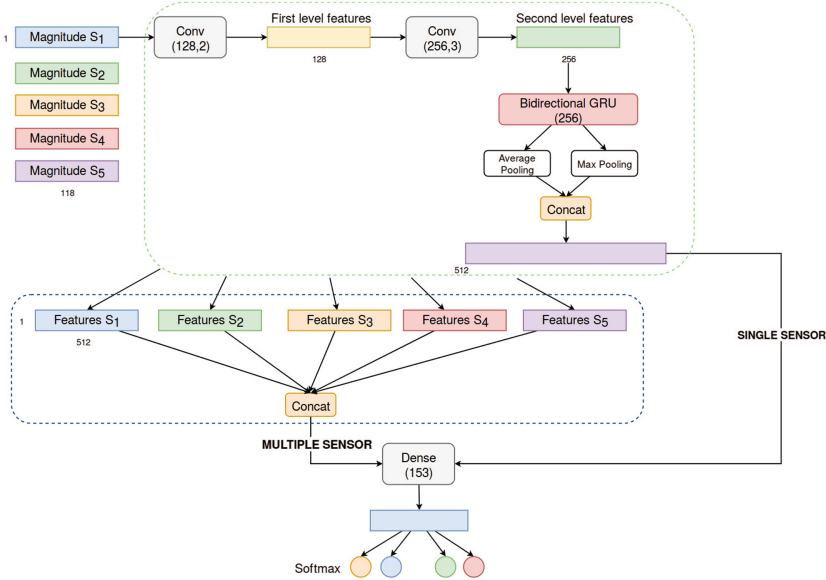 First level features
Second level features
1
Magnitude S1
Conv
(128,2)
Conv
(256,3)
128
256
Magnitude S2
Magnitude S3
Magnitude S4
Magnitude S5
118
Bidirectional GRU
(256)
Average
Pooling
Max Pooling
Concat
512
1
Features S1
Features S2
Features S3
Features S4
Features S5
512
SINGLE SENSOR
Concat
MULTIPLE SENSOR
Dense
(153)
Softmax